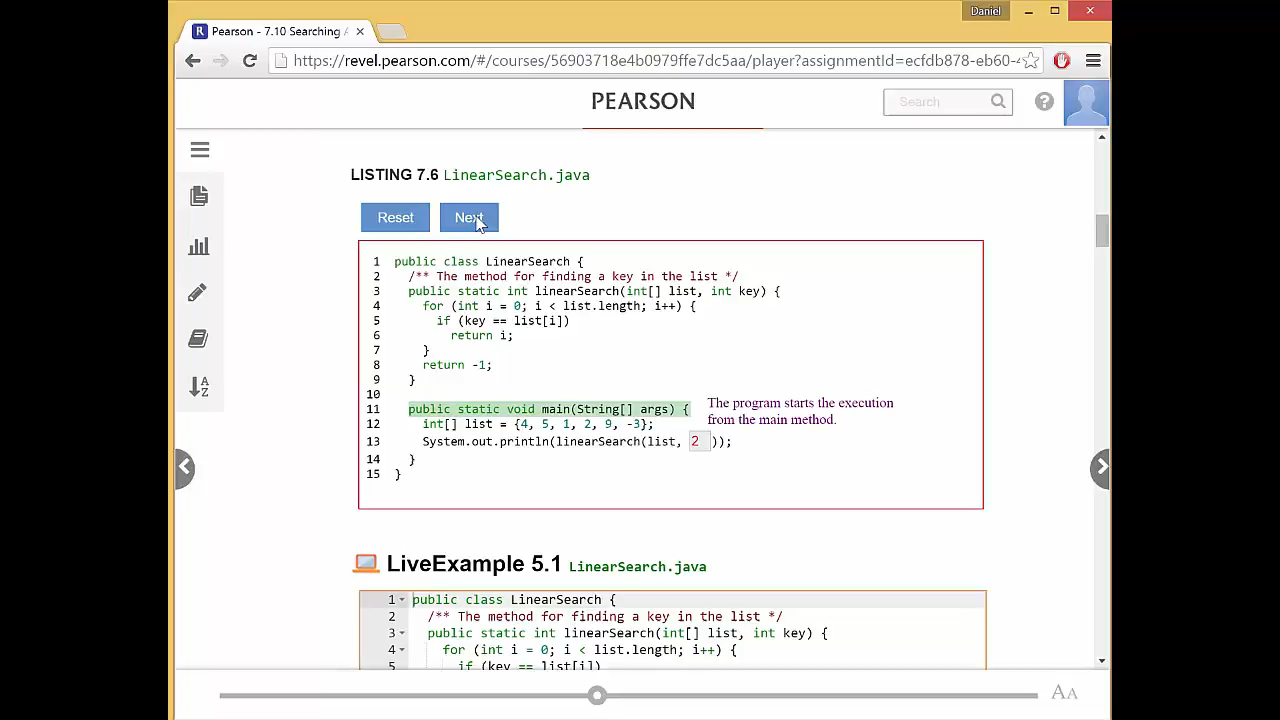 Daniel
Pearson - 7.10 Searching
https://revel.pearson.com/#/courses/56903718e4b0979ffe7dc5aa/player?assignmentId=ecfdb878-eb60-4
PEARSON
Search
LISTING 7.6 LinearSearch.java
Reset Next
1 public class LinearSearch {
2 /** The method for finding a key in the list */
3 public static int linearSearch(int[] list, int key) {
4 for (int i = 0; i < list.length; i++) {
5 if (key == list[i])
6 return i;
7 }
8 return -1;
9 }
10
11 public static void main(String[] args) {
The program starts the execution
from the main method.
12 int[] list = {4, 5, 1, 2, 9, -3};
13 System.out.println(linearSearch(list, 2 ));
14 }
15 }
LiveExample 5.1 LinearSearch.java
1 public class LinearSearch {
2 /** The method for finding a key in the list */
3 public static int linearSearch(int[] list, int key) {
4 for (int i = 0; i < list.length; i++) {
5 if (key == list[i])
AA